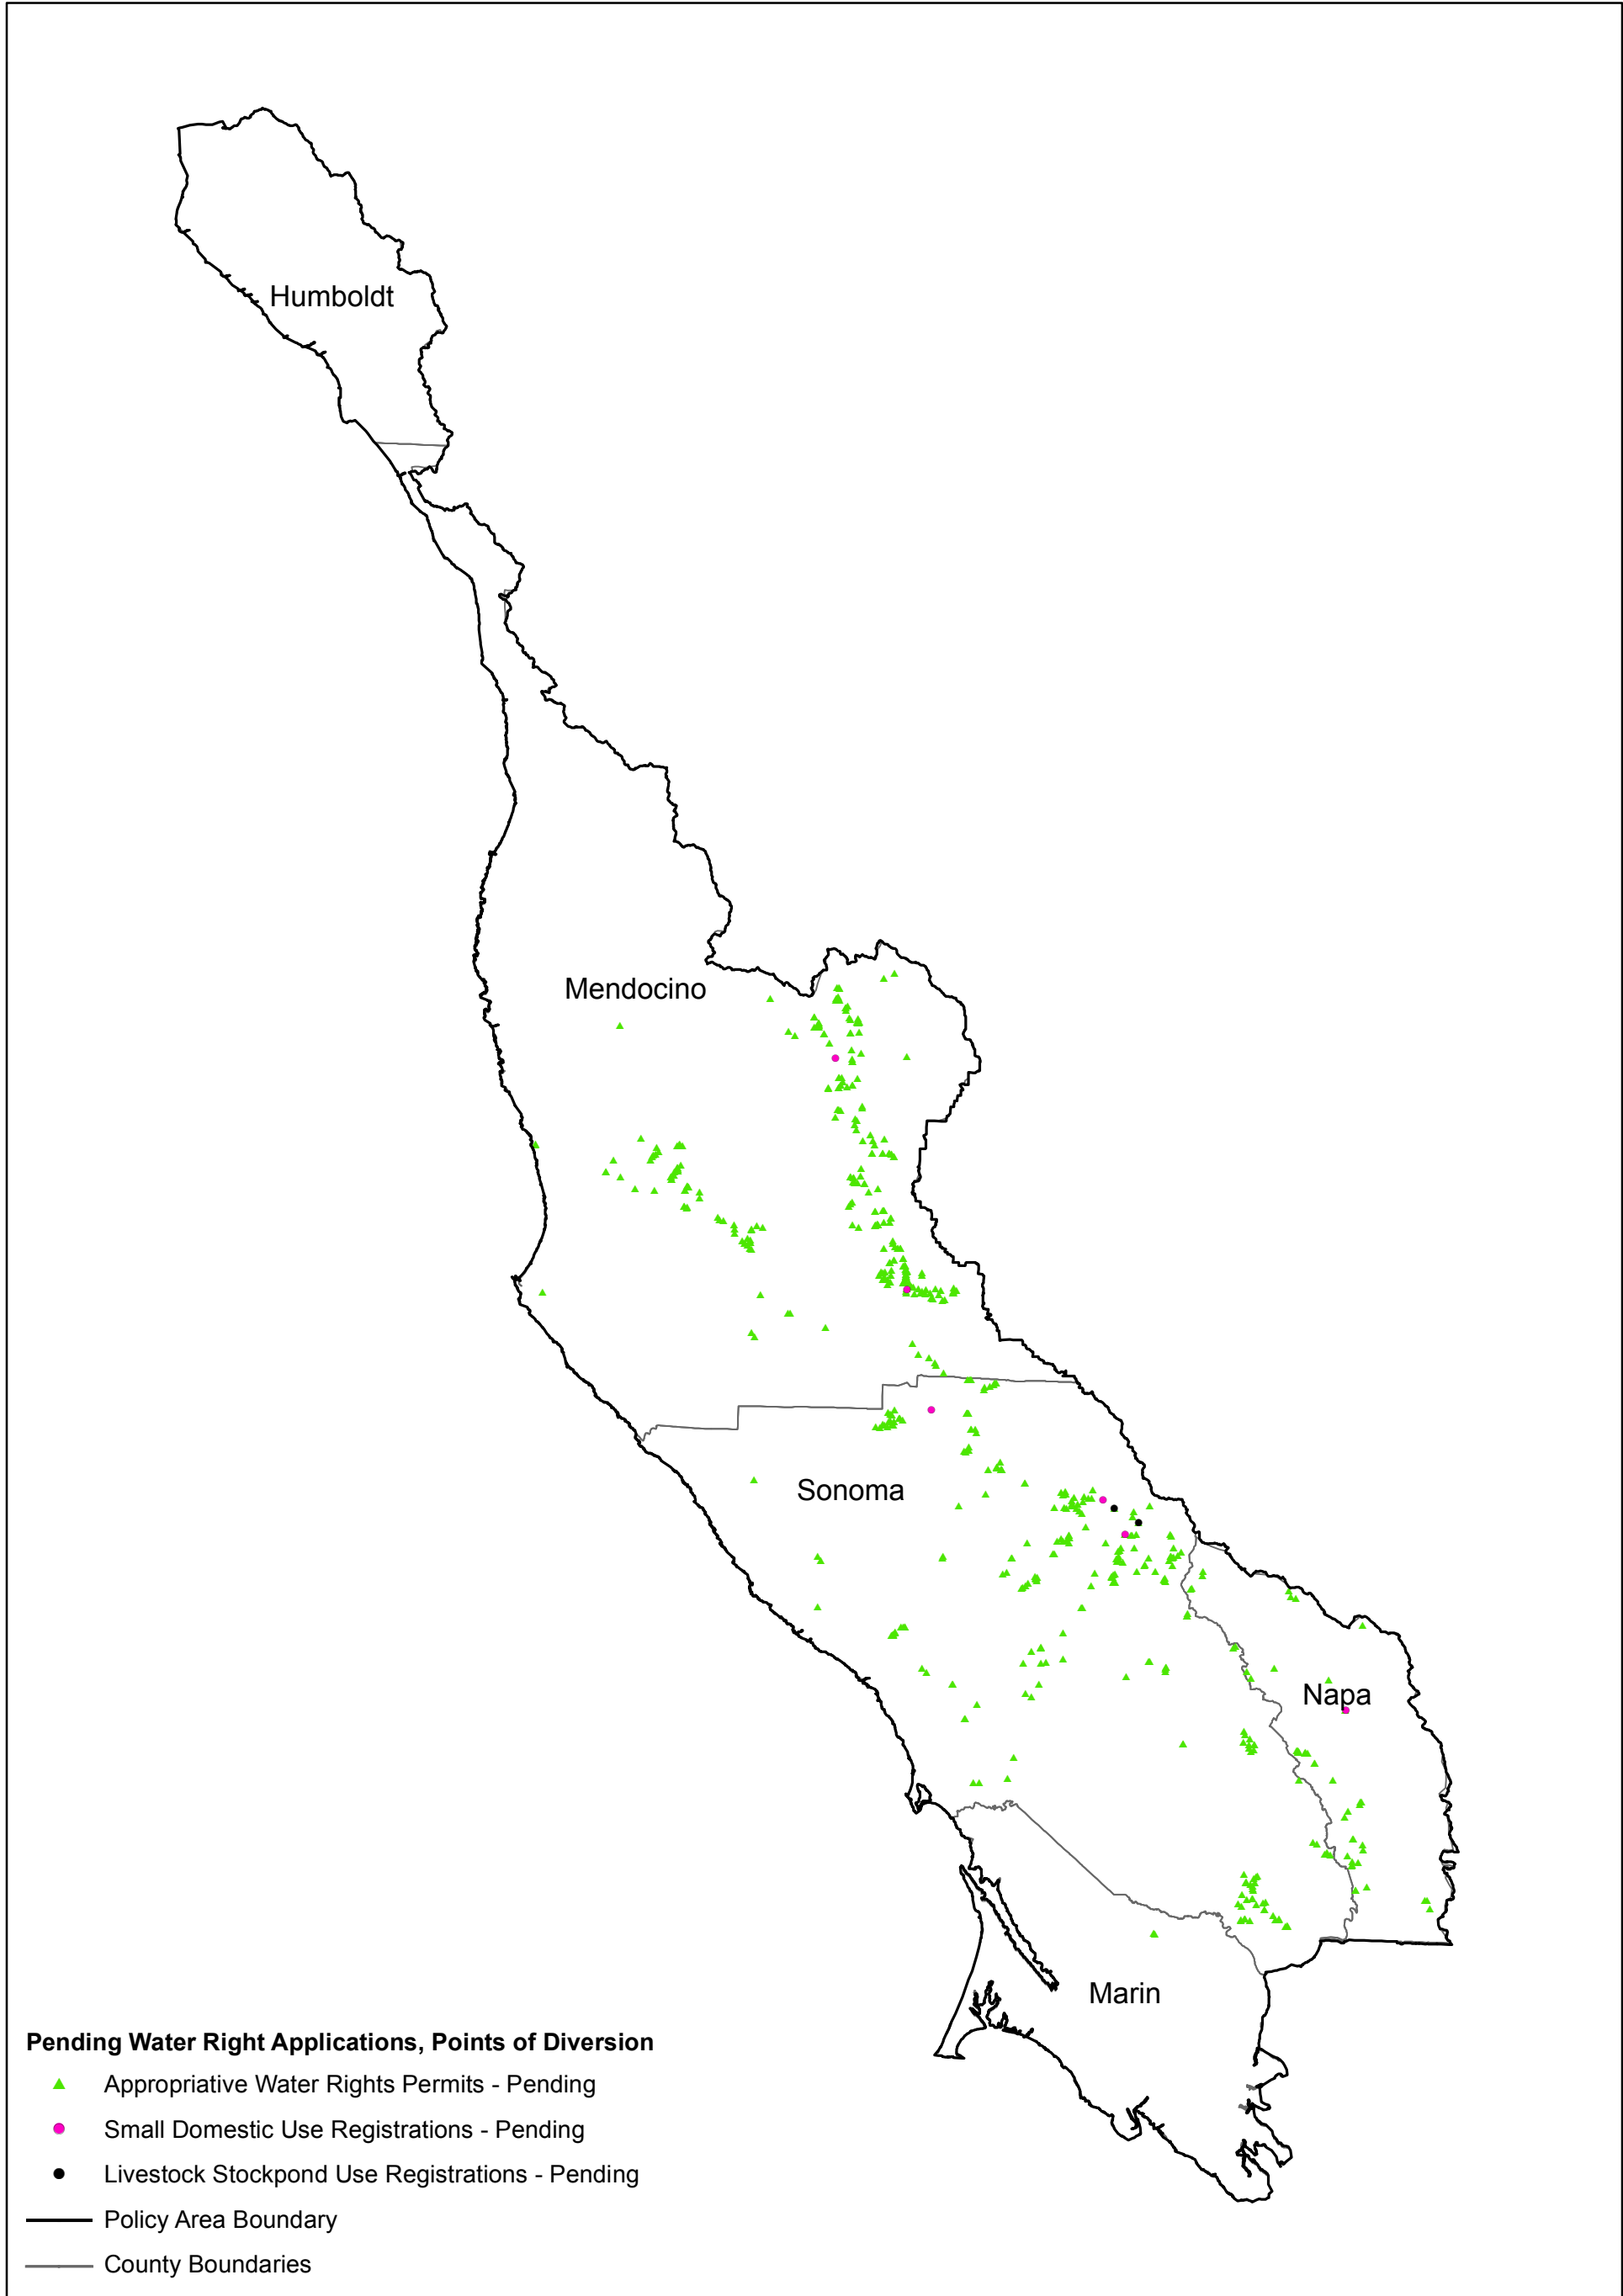 Humboldt
Mendocino
Sonoma
Napa
Marin
Pending Water Right Applications, Points of Diversion
Appropriative Water Rights Permits - Pending
Small Domestic Use Registrations - Pending
Livestock Stockpond Use Registrations - Pending
Policy Area Boundary
County Boundaries